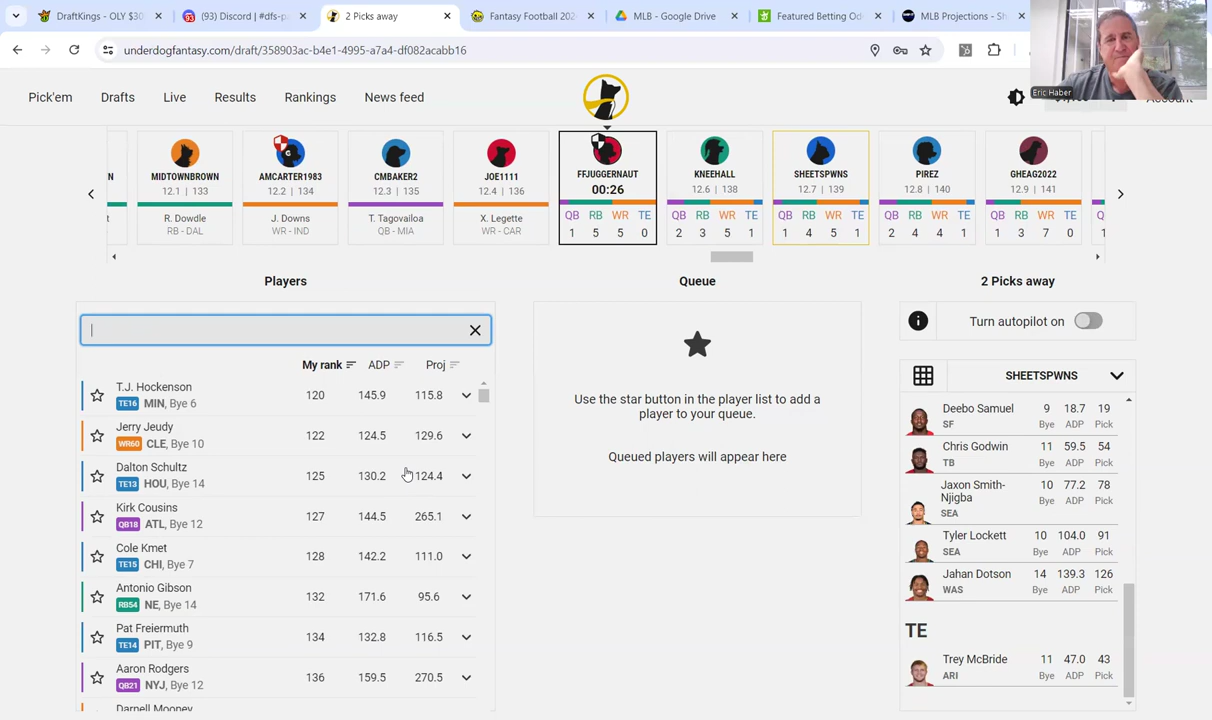 DraftKings - OLY $30
(93) Discord | #dfs-p
2 Picks away
Fantasy Football 202
MLB - Google Drive
Featured Betting Od
MLB Projections - Sh
underdogfantasy.com/draft/358903ac-b4e1-4995-a7a4-df082acabb16
Eric Haber
Pick'em Drafts Live Results Rankings News feed
Account
MIDTOWNBROWN
12.1 | 133
R. Dowdle
RB - DAL
AMCARTER1983
12.2 | 134
J. Downs
WR - IND
CMBAKER2
12.3 | 135
T. Tagovailoa
QB - MIA
JOE1111
12.4 | 136
X. Legette
WR - CAR
FFJUGGERNAUT
00:26
QB RB WR TE
1 5 5 0
KNEEHALL
12.6 | 138
QB RB WR TE
2 3 5 1
SHEETSPWNS
12.7 | 139
QB RB WR TE
1 4 5 1
PIREZ
12.8 | 140
QB RB WR TE
2 4 4 1
GHEAG2022
12.9 | 141
QB RB WR TE
1 3 7 0
Players
My rank ADP Proj
T.J. Hockenson 120 145.9 115.8
TE16 MIN, Bye 6
Jerry Jeudy 122 124.5 129.6
WR60 CLE, Bye 10
Dalton Schultz 125 130.2 124.4
TE13 HOU, Bye 14
Kirk Cousins 127 144.5 265.1
QB18 ATL, Bye 12
Cole Kmet 128 142.2 111.0
TE15 CHI, Bye 7
Antonio Gibson 132 171.6 95.6
RB54 NE, Bye 14
Pat Freiermuth 134 132.8 116.5
TE14 PIT, Bye 9
Aaron Rodgers 136 159.5 270.5
QB21 NYJ, Bye 12
Darnell Mooney
Queue
Use the star button in the player list to add a
player to your queue.
Queued players will appear here
2 Picks away
Turn autopilot on
SHEETSPWNS
Deebo Samuel 9 18.7 19
SF Bye ADP Pick
Chris Godwin 11 59.5 54
TB Bye ADP Pick
Jaxon Smith-
Njigba 10 77.2 78
SEA Bye ADP Pick
Tyler Lockett 10 104.0 91
SEA Bye ADP Pick
Jahan Dotson 14 139.3 126
WAS Bye ADP Pick
TE
Trey McBride 11 47.0 43
ARI Bye ADP Pick